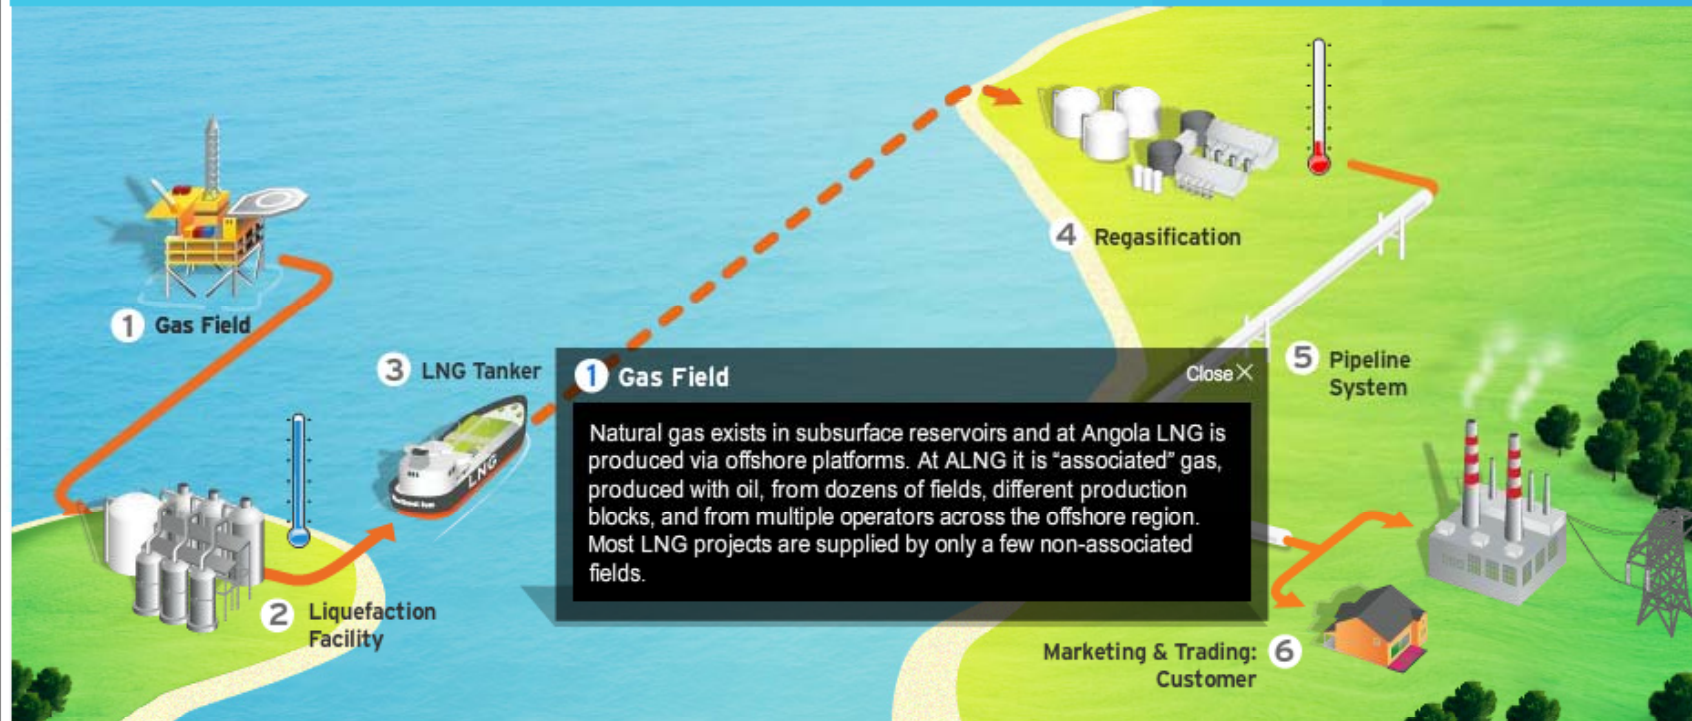 1 Gas Field
2 Liquefaction
Facility
3 LNG Tanker
LNG
4 Regasification
5 Pipeline
System
Marketing & Trading: 6
Customer
1 Gas Field
Close X
Natural gas exists in subsurface reservoirs and at Angola LNG is
produced via offshore platforms. At ALNG it is “associated” gas,
produced with oil, from dozens of fields, different production
blocks, and from multiple operators across the offshore region.
Most LNG projects are supplied by only a few non-associated
fields.